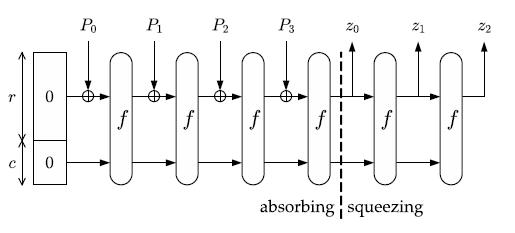 P₀ P₁ P₂ P₃ z₀ z₁ z₂
r 0 f f f f f f
c 0
absorbing squeezing